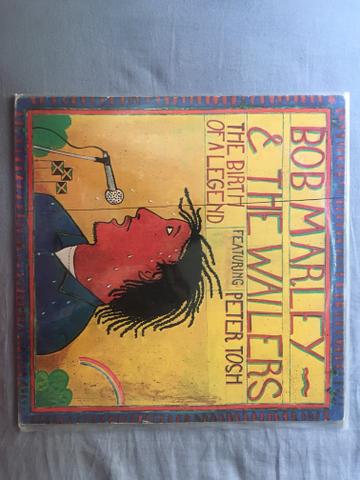 BOB MARLEY
& THE WAILERS
THE BIRTH
OF A LEGEND
FEATURING PETER TOSH